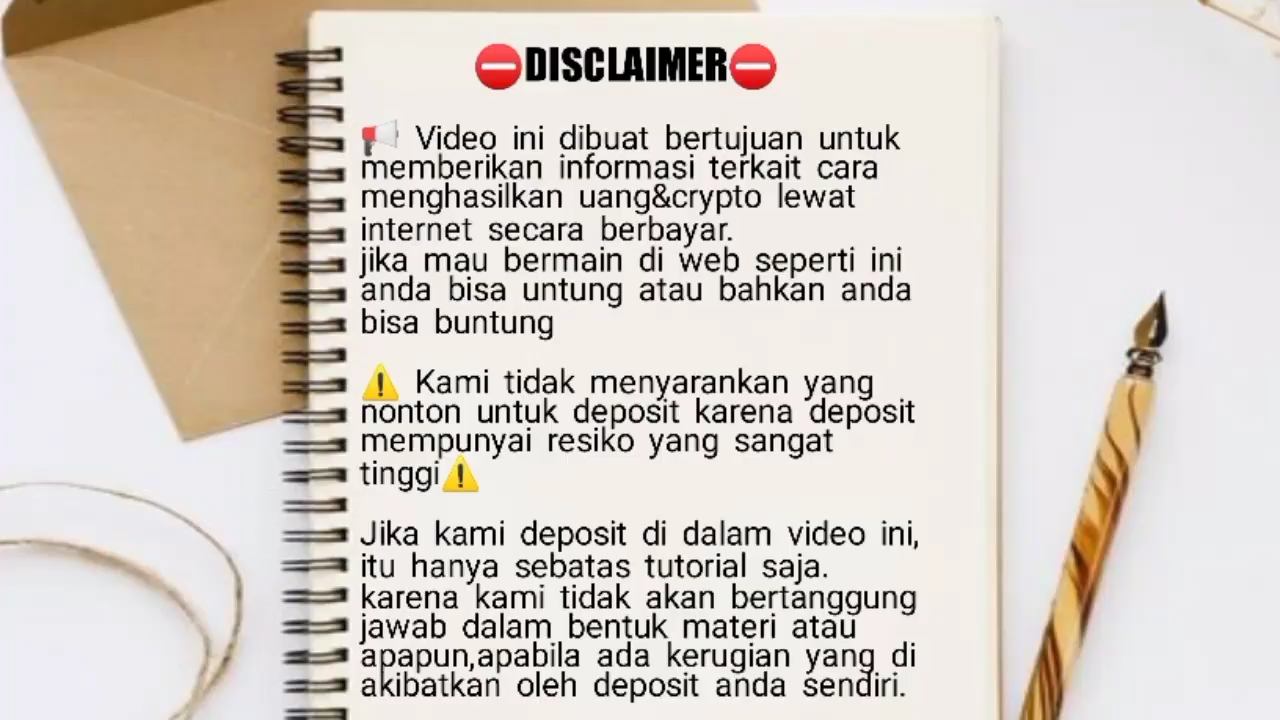 ⛔DISCLAIMER⛔
📢 Video ini dibuat bertujuan untuk
memberikan informasi terkait cara
menghasilkan uang&crypto lewat
internet secara berbayar.
jika mau bermain di web seperti ini
anda bisa untung atau bahkan anda
bisa buntung
⚠️ Kami tidak menyarankan yang
nonton untuk deposit karena deposit
mempunyai resiko yang sangat
tinggi⚠️
Jika kami deposit di dalam video ini,
itu hanya sebatas tutorial saja.
karena kami tidak akan bertanggung
jawab dalam bentuk materi atau
apapun,apabila ada kerugian yang di
akibatkan oleh deposit anda sendiri.